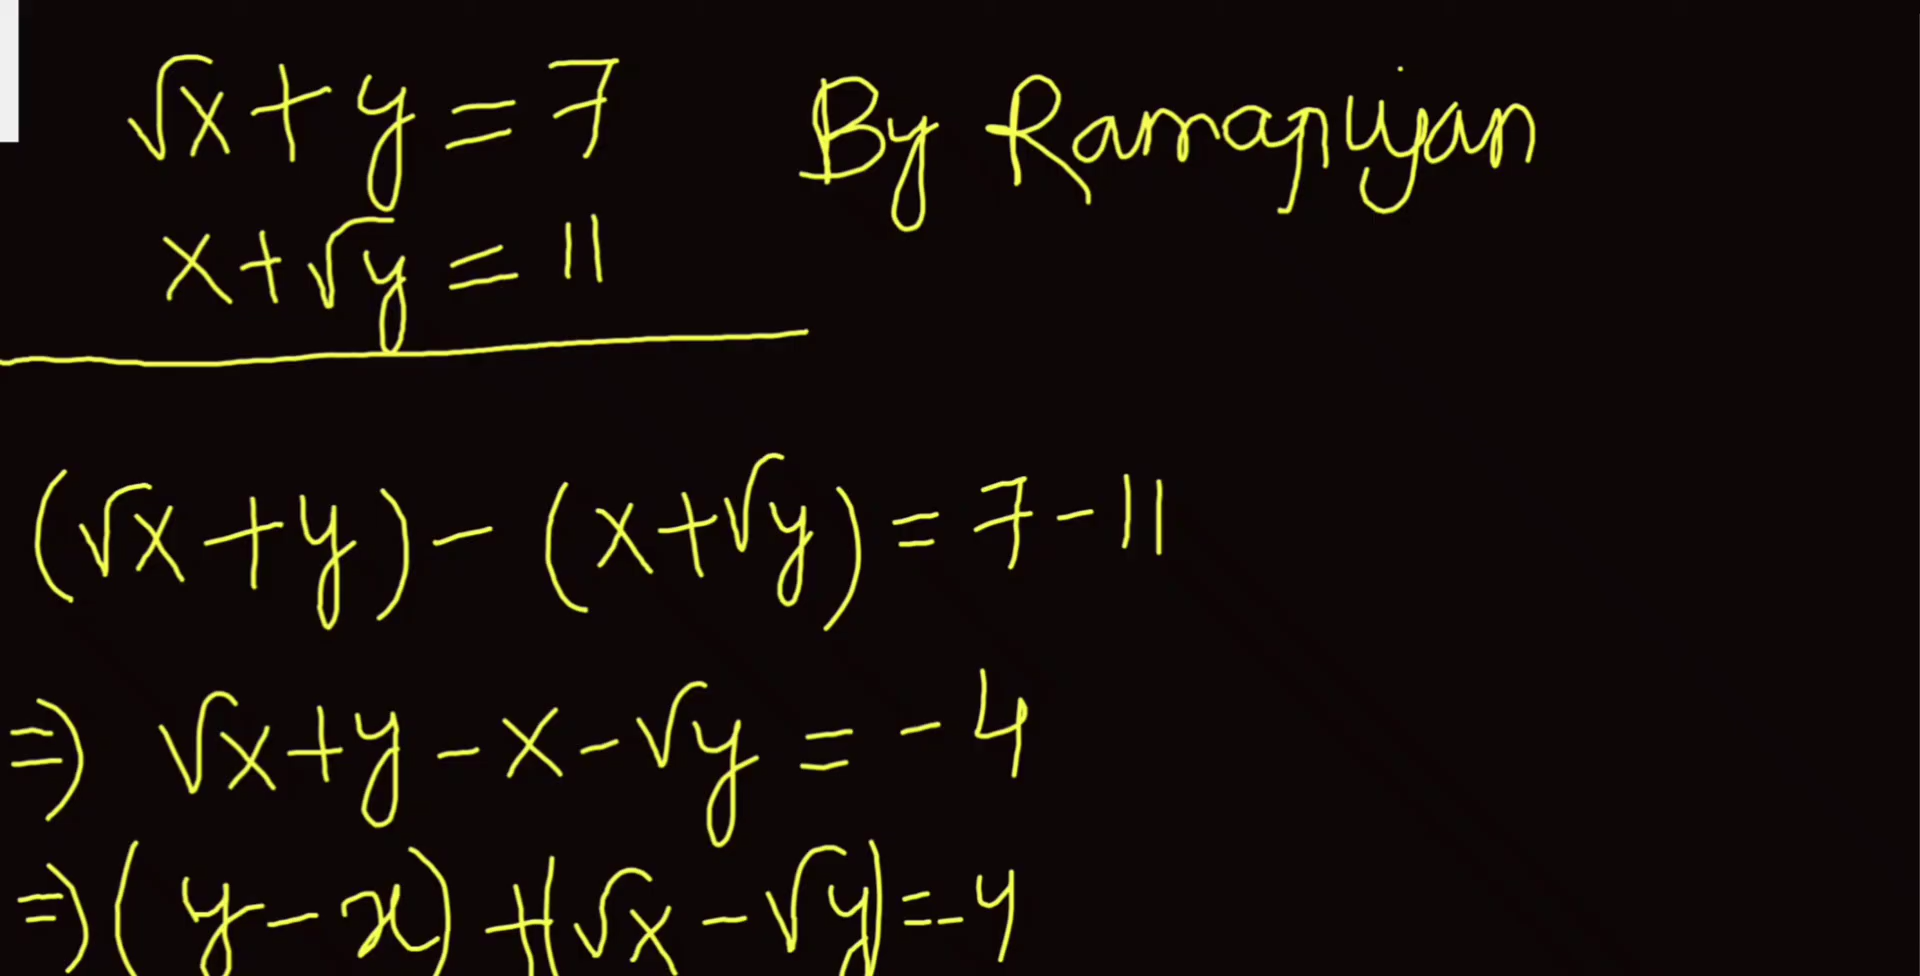 √x + y = 7 By Ramanujan
x + √y = 11
(√x + y) - (x + √y) = 7 - 11
⇒ √x + y - x - √y = -4
⇒ (y - x) + (√x - √y) = -4